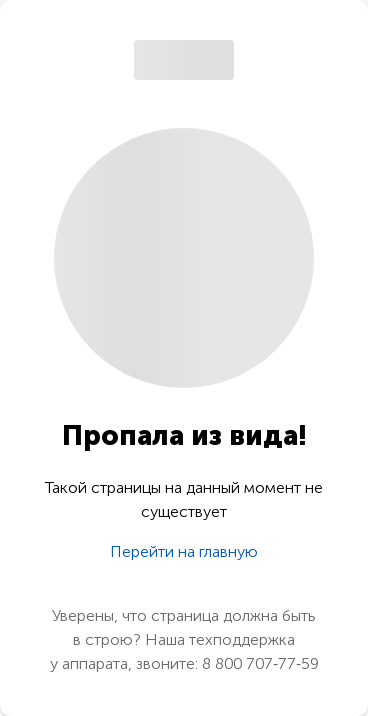 Пропала из вида!
Такой страницы на данный момент не
существует
Перейти на главную
Уверены, что страница должна быть
в строю? Наша техподдержка
у аппарата, звоните: 8 800 707-77-59